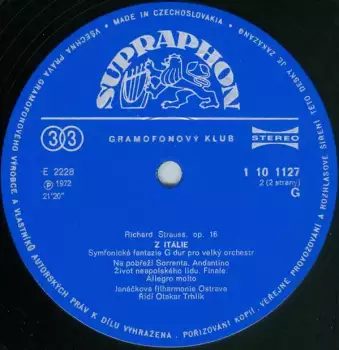 MADE IN CZECHOSLOVAKIA • VŠECHNA PRÁVA GRAMOFONOVÉHO VÝROBCE A VLASTNÍKŮ AUTORSKÝCH PRÁV K DÍLU VYHRAŽENA. POŘIZOVÁNÍ KOPIÍ, VEŘEJNÉ PROVOZOVÁNÍ A ROZHLASOVÉ ŠÍŘENÍ TÉTO DESKY JE ZAKÁZÁNO
SUPRAPHON
33
GRAMOFONOVÝ KLUB
STEREO
E 2228
Ⓟ 1972
21'20"
1 10 1127
2 (2 strany)
G
Richard Strauss, op. 16
Z ITÁLIE
Symfonická fantazie G dur pro velký orchestr
Na pobřeží Sorrenta. Andantino
Život neapolského lidu. Finale:
Allegro molto
Janáčkova filharmonie Ostrava
Řídí Otakar Trhlík